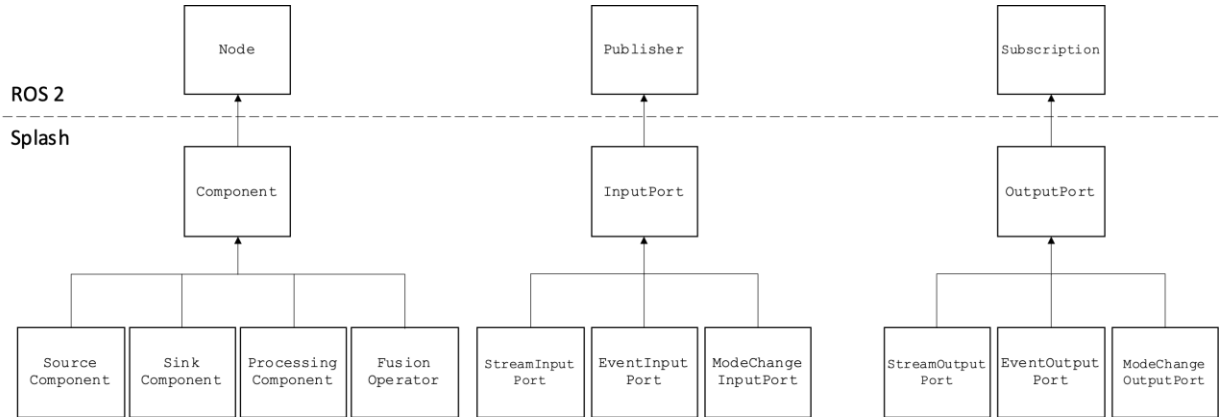 Node
Publisher
Subscription
ROS 2
Splash
Component
InputPort
OutputPort
Source
Component
Sink
Component
Processing
Component
Fusion
Operator
StreamInput
Port
EventInput
Port
ModeChange
InputPort
StreamOutput
Port
EventOutput
Port
ModeChange
OutputPort